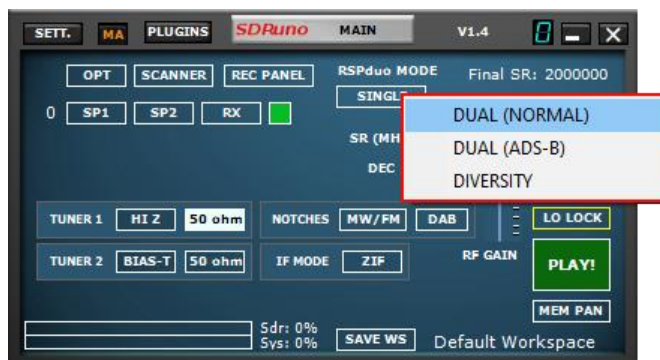 SETT. MA PLUGINS SDRuno MAIN V1.4 8
OPT SCANNER REC PANEL RSPduo MODE Final SR: 2000000
0 SP1 SP2 RX SINGL
DUAL (NORMAL)
SR (MH DUAL (ADS-B)
DEC DIVERSITY
TUNER 1 HI Z 50 ohm NOTCHES MW/FM DAB LO LOCK
TUNER 2 BIAS-T 50 ohm IF MODE ZIF RF GAIN PLAY!
MEM PAN
Sdr: 0%
Sys: 0% SAVE WS Default Workspace